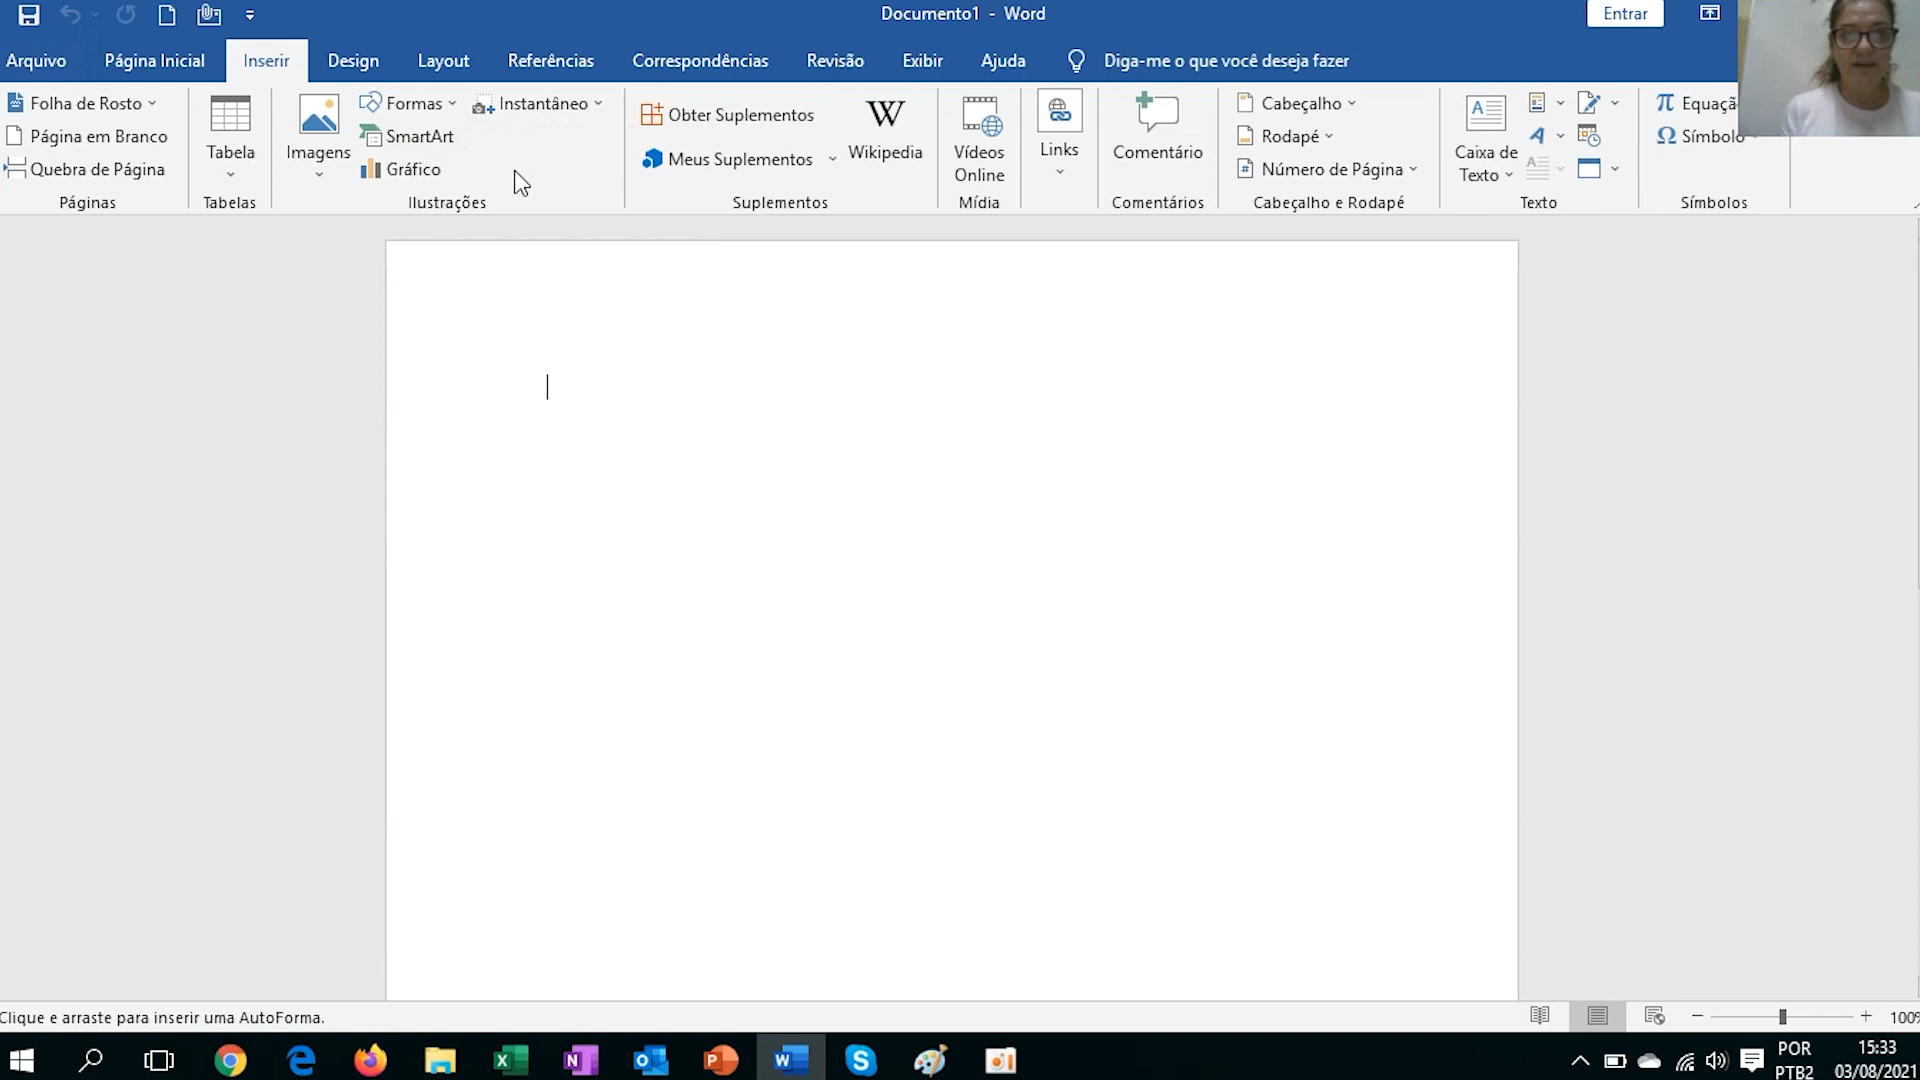 Documento1 - Word
Entrar
Arquivo Página Inicial Inserir Design Layout Referências Correspondências Revisão Exibir Ajuda Diga-me o que você deseja fazer
Folha de Rosto
Página em Branco
Quebra de Página
Páginas
Tabela
Tabelas
Imagens
Formas
SmartArt
Gráfico
Instantâneo
Ilustrações
Obter Suplementos
Meus Suplementos
W
Wikipedia
Suplementos
Vídeos
Online
Mídia
Links
Comentário
Comentários
Cabeçalho
Rodapé
Número de Página
Cabeçalho e Rodapé
Caixa de
Texto
Texto
π Equaçã
Ω Símbolo
Símbolos
Clique e arraste para inserir uma AutoForma.
100%
POR
PTB2
15:33
03/08/2021